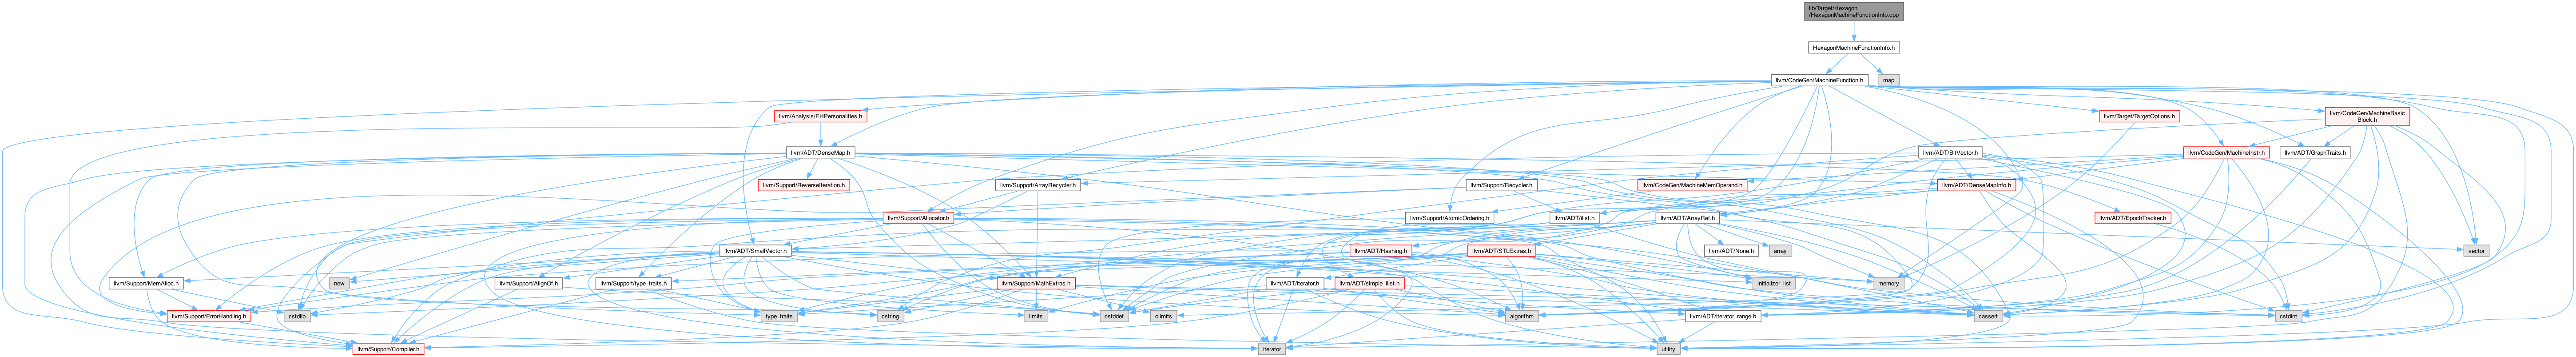 lib/Target/Hexagon
/HexagonMachineFunctionInfo.cpp
HexagonMachineFunctionInfo.h
llvm/CodeGen/MachineFunction.h
map
llvm/Analysis/EHPersonalities.h
llvm/Target/TargetOptions.h
llvm/CodeGen/MachineBasic
Block.h
llvm/ADT/DenseMap.h
llvm/ADT/BitVector.h
llvm/CodeGen/MachineInstr.h
llvm/ADT/GraphTraits.h
llvm/Support/ReverseIteration.h
llvm/Support/ArrayRecycler.h
llvm/Support/Recycler.h
llvm/CodeGen/MachineMemOperand.h
llvm/ADT/DenseMapInfo.h
llvm/Support/Allocator.h
llvm/Support/AtomicOrdering.h
llvm/ADT/ilist.h
llvm/ADT/ArrayRef.h
llvm/ADT/EpochTracker.h
llvm/ADT/SmallVector.h
llvm/ADT/Hashing.h
llvm/ADT/STLExtras.h
llvm/ADT/None.h
array
vector
llvm/Support/MemAlloc.h
new
llvm/Support/AlignOf.h
llvm/Support/type_traits.h
llvm/Support/MathExtras.h
llvm/ADT/iterator.h
llvm/ADT/simple_ilist.h
initializer_list
memory
llvm/Support/ErrorHandling.h
cstdlib
type_traits
cstring
limits
cstddef
climits
algorithm
llvm/ADT/iterator_range.h
cassert
cstdint
llvm/Support/Compiler.h
iterator
utility